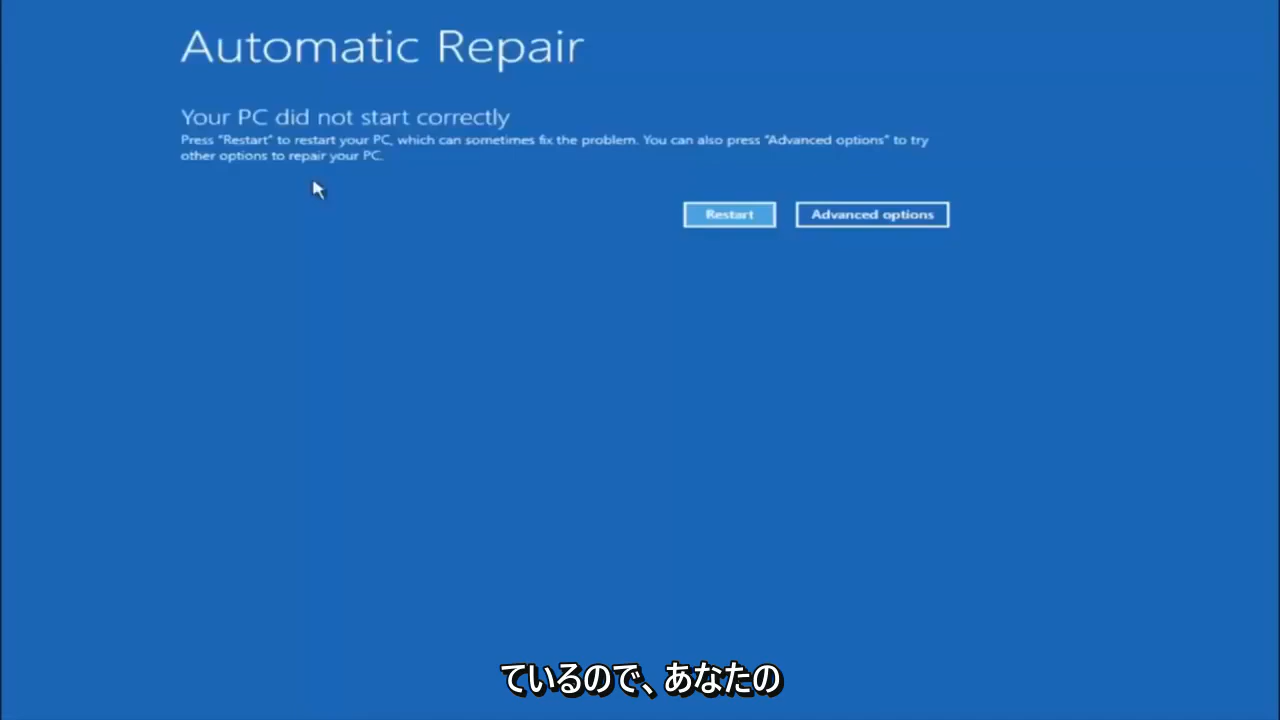 Automatic Repair
Your PC did not start correctly
Press "Restart" to restart your PC, which can sometimes fix the problem. You can also press "Advanced options" to try
other options to repair your PC.
Restart
Advanced options
ているので、あなたの